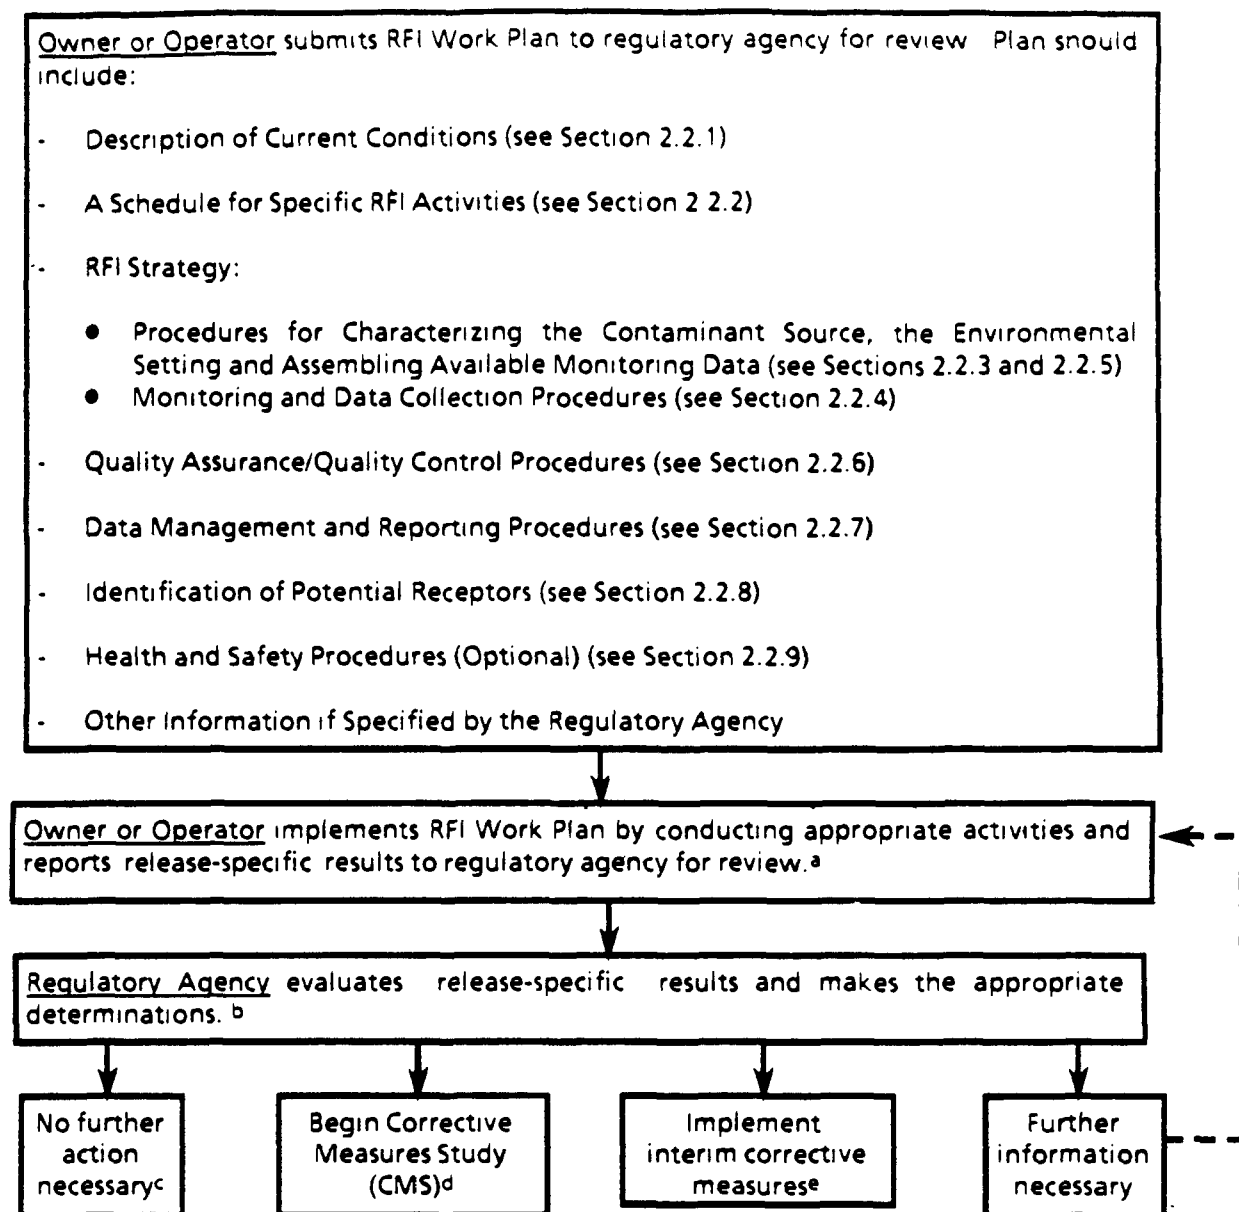 Owner or Operator submits RFI Work Plan to regulatory agency for review Plan snould
include:
- Description of Current Conditions (see Section 2.2.1)
- A Schedule for Specific RFI Activities (see Section 2 2.2)
- RFI Strategy:
● Procedures for Characterizing the Contaminant Source, the Environmental
Setting and Assembling Available Monitoring Data (see Sections 2.2.3 and 2.2.5)
● Monitoring and Data Collection Procedures (see Section 2.2.4)
- Quality Assurance/Quality Control Procedures (see Section 2.2.6)
- Data Management and Reporting Procedures (see Section 2.2.7)
- Identification of Potential Receptors (see Section 2.2.8)
- Health and Safety Procedures (Optional) (see Section 2.2.9)
- Other Information if Specified by the Regulatory Agency
Owner or Operator implements RFI Work Plan by conducting appropriate activities and
reports release-specific results to regulatory agency for review.a
Regulatory Agency evaluates release-specific results and makes the appropriate
determinations. b
No further
action
necessaryc
Begin Corrective
Measures Study
(CMS)d
Implement
interim corrective
measurese
Further
information
necessary